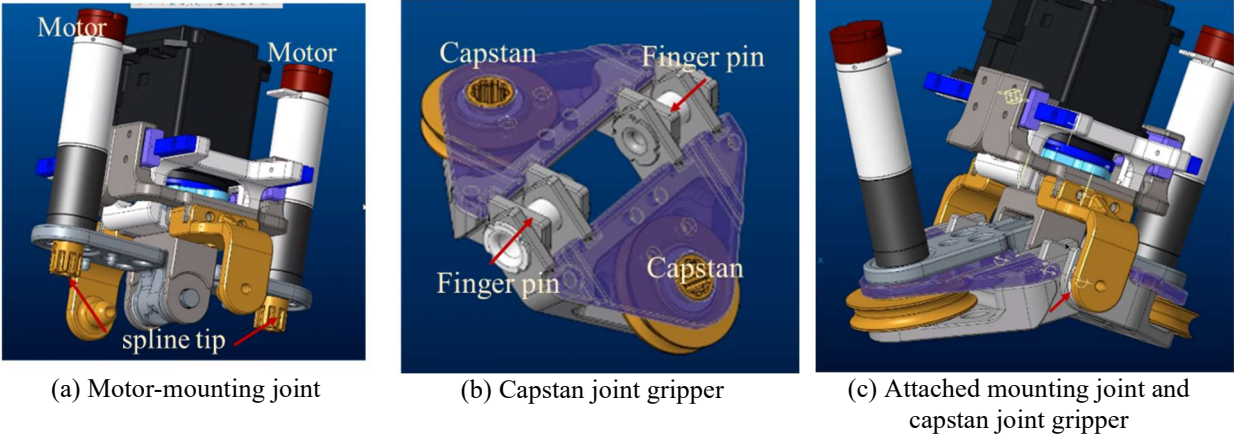 Motor
Motor
spline tip
Capstan
Finger pin
Finger pin
Capstan
(a) Motor-mounting joint
(b) Capstan joint gripper
(c) Attached mounting joint and
capstan joint gripper